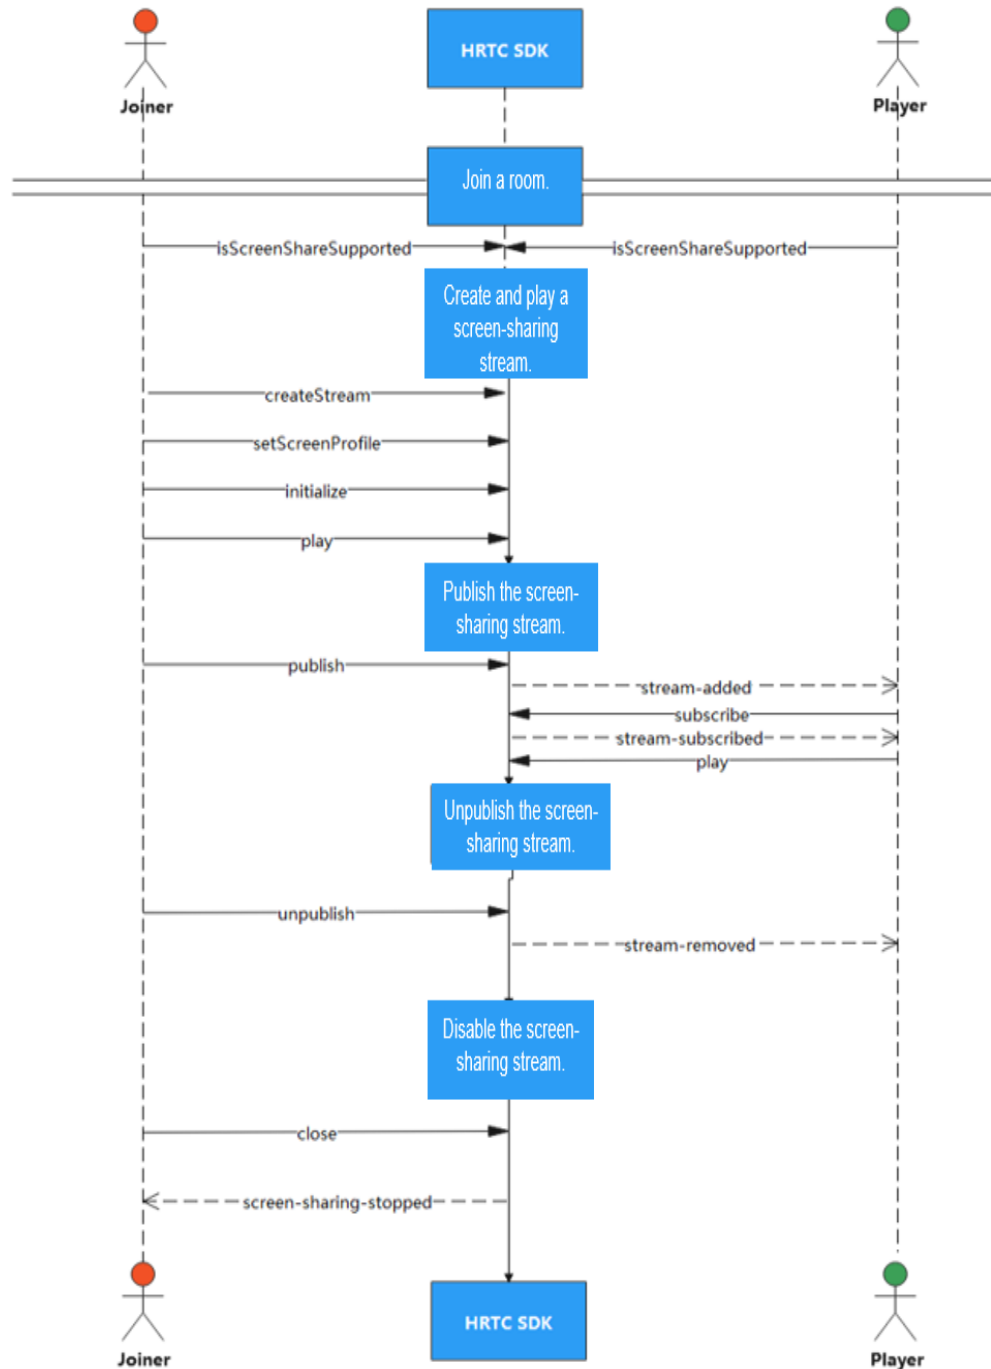 Joiner
HRTC SDK
Player
Join a room.
isScreenShareSupported
isScreenShareSupported
Create and play a
screen-sharing
stream.
createStream
setScreenProfile
initialize
play
Publish the screen-
sharing stream.
publish
stream-added
subscribe
stream-subscribed
play
Unpublish the screen-
sharing stream.
unpublish
stream-removed
Disable the screen-
sharing stream.
close
screen-sharing-stopped
Joiner
HRTC SDK
Player